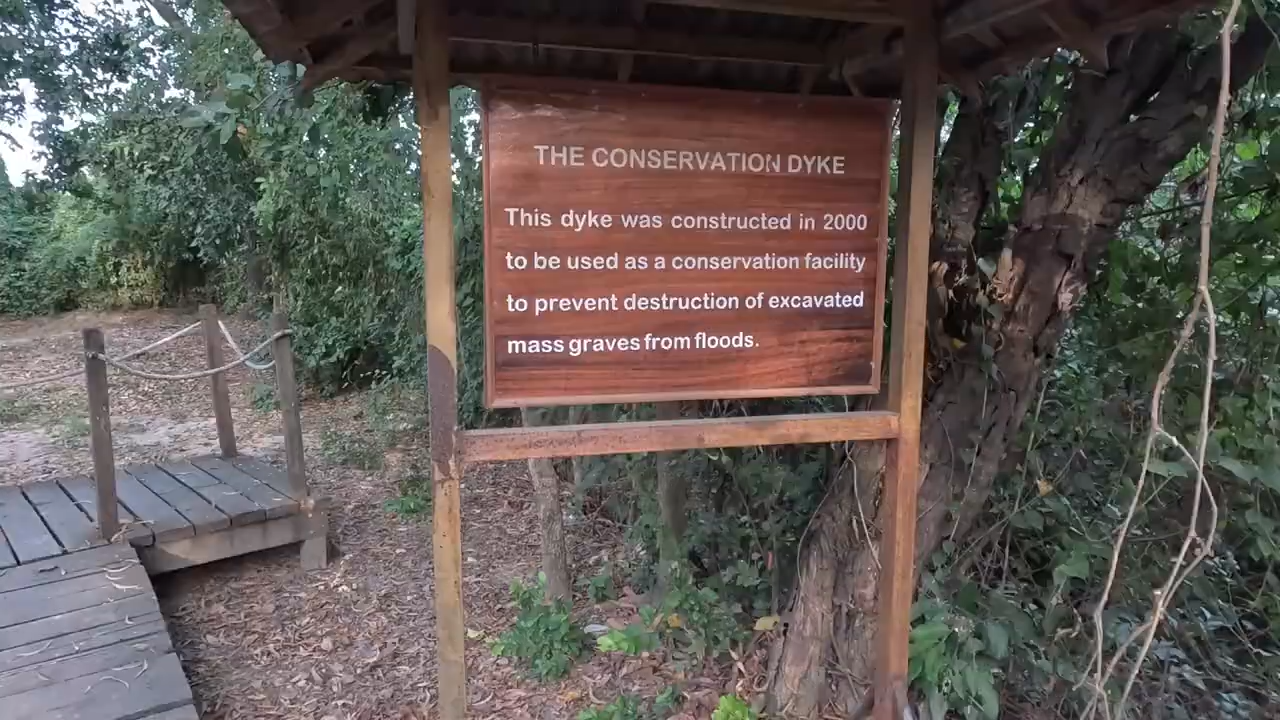 THE CONSERVATION DYKE
This dyke was constructed in 2000
to be used as a conservation facility
to prevent destruction of excavated
mass graves from floods.